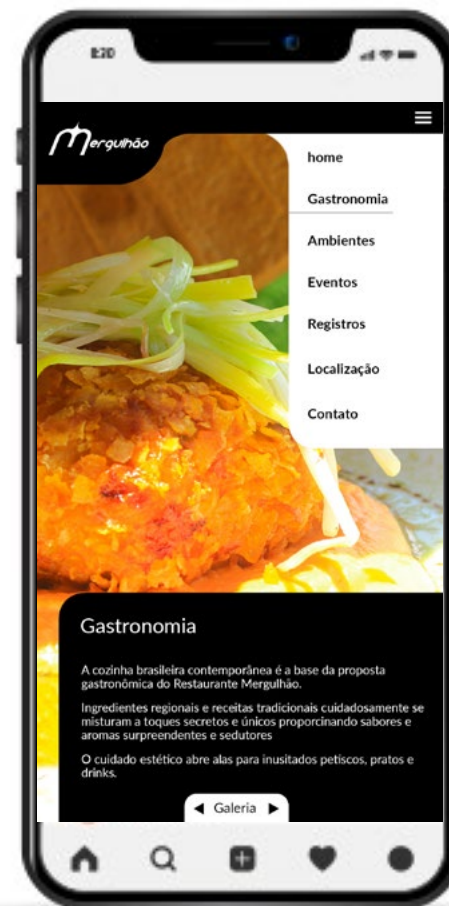 8:20
Mergulhão
home
Gastronomia
Ambientes
Eventos
Registros
Localização
Contato
Gastronomia
A cozinha brasileira contemporânea é a base da proposta
gastronômica do Restaurante Mergulhão.
Ingredientes regionais e receitas tradicionais cuidadosamente se
misturam a toques secretos e únicos proporcinando sabores e
aromas surpreendentes e sedutores
O cuidado estético abre alas para inusitados petiscos, pratos e
drinks.
Galeria